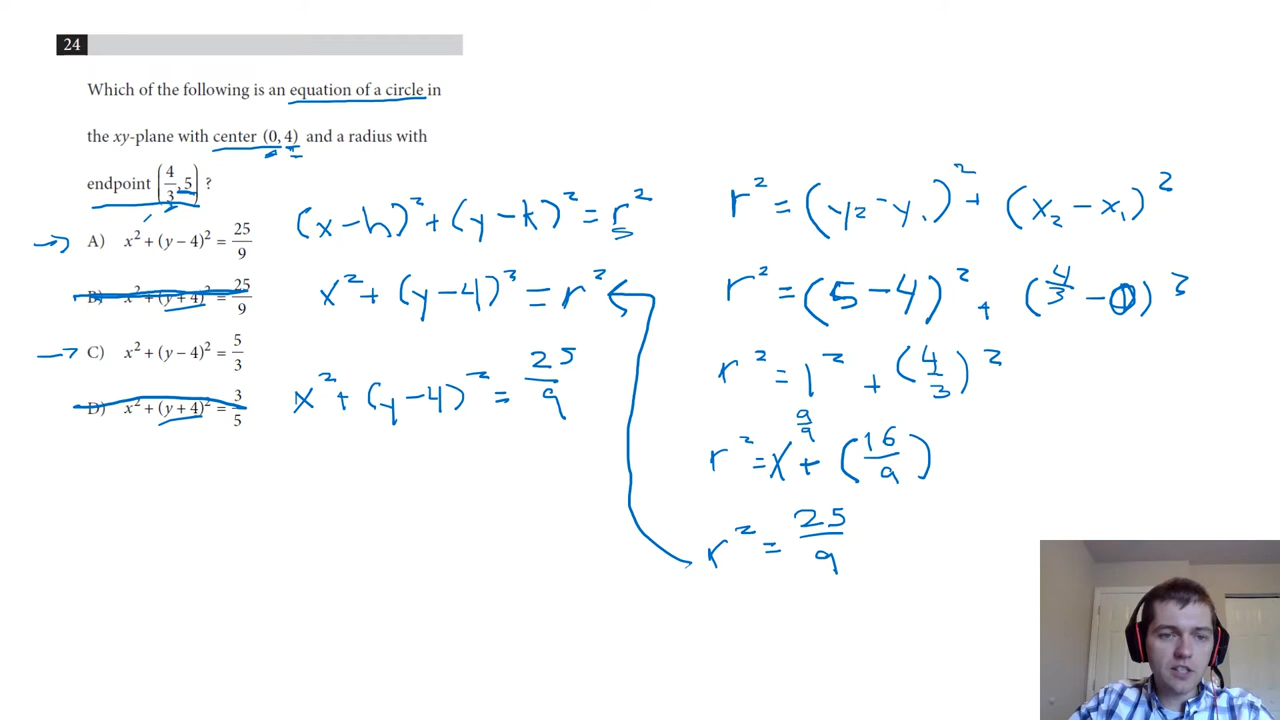 24
Which of the following is an equation of a circle in
the xy-plane with center (0, 4) and a radius with
endpoint (4/3, 5) ?
A) x² + (y − 4)² = 25/9
B) x² + (y + 4)² = 25/9
C) x² + (y − 4)² = 5/3
D) x² + (y + 4)² = 3/5
(x − h)² + (y − k)² = r²
x² + (y − 4)² = r²
x² + (y − 4)² = 25/9
r² = (y₂ − y₁)² + (x₂ − x₁)²
r² = (5 − 4)² + (4/3 − 0)²
r² = 1² + (4/3)²
9/9
r² = 1 + (16/9)
r² = 25/9